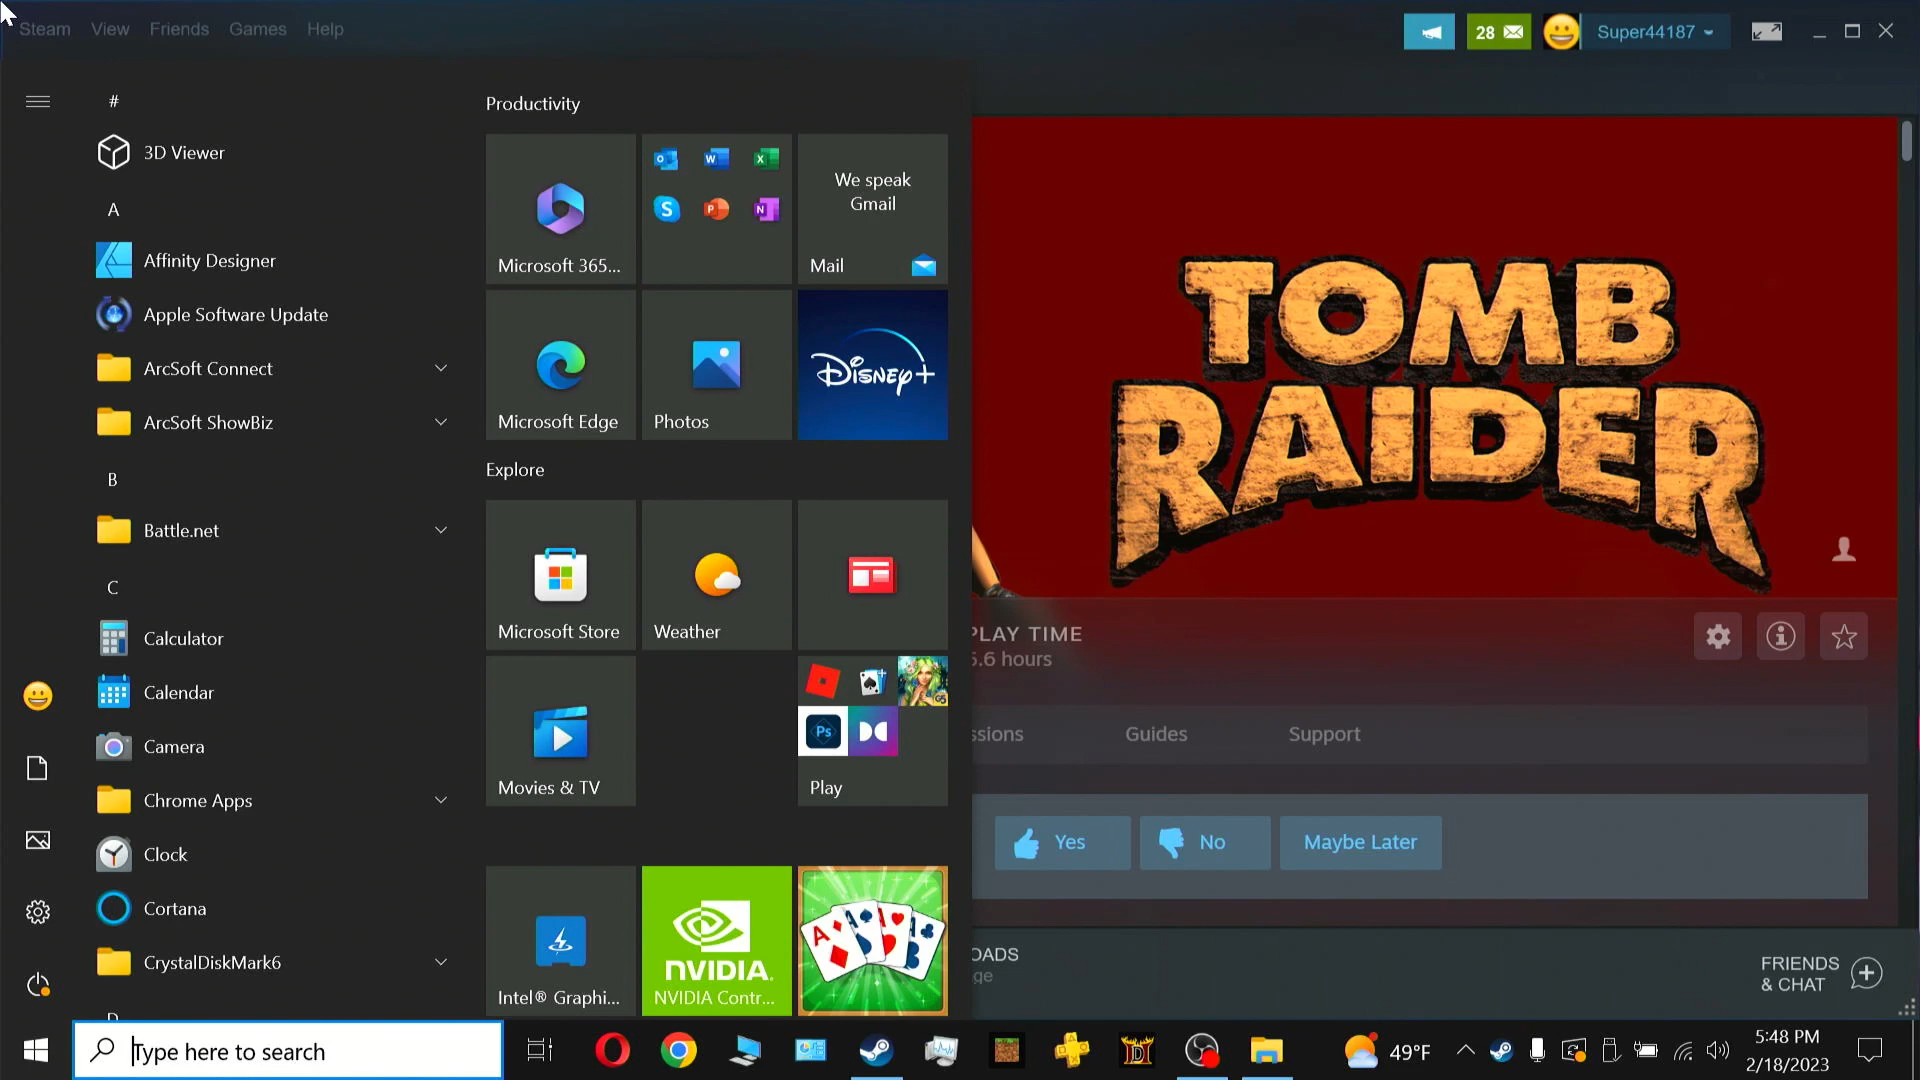 Steam View Friends Games Help
28
Super44187
#
3D Viewer
A
Affinity Designer
Apple Software Update
ArcSoft Connect
ArcSoft ShowBiz
B
Battle.net
C
Calculator
Calendar
Camera
Chrome Apps
Clock
Cortana
CrystalDiskMark6
D
Productivity
Microsoft 365...
We speak
Gmail
Mail
Microsoft Edge
Photos
Disney+
Explore
Microsoft Store
Weather
Movies & TV
Ps
Play
Intel® Graphi...
NVIDIA
NVIDIA Contr...
TOMB
RAIDER
PLAY TIME
5.6 hours
ssions
Guides
Support
Yes
No
Maybe Later
OADS
ge
FRIENDS
& CHAT
Type here to search
49°F
5:48 PM
2/18/2023